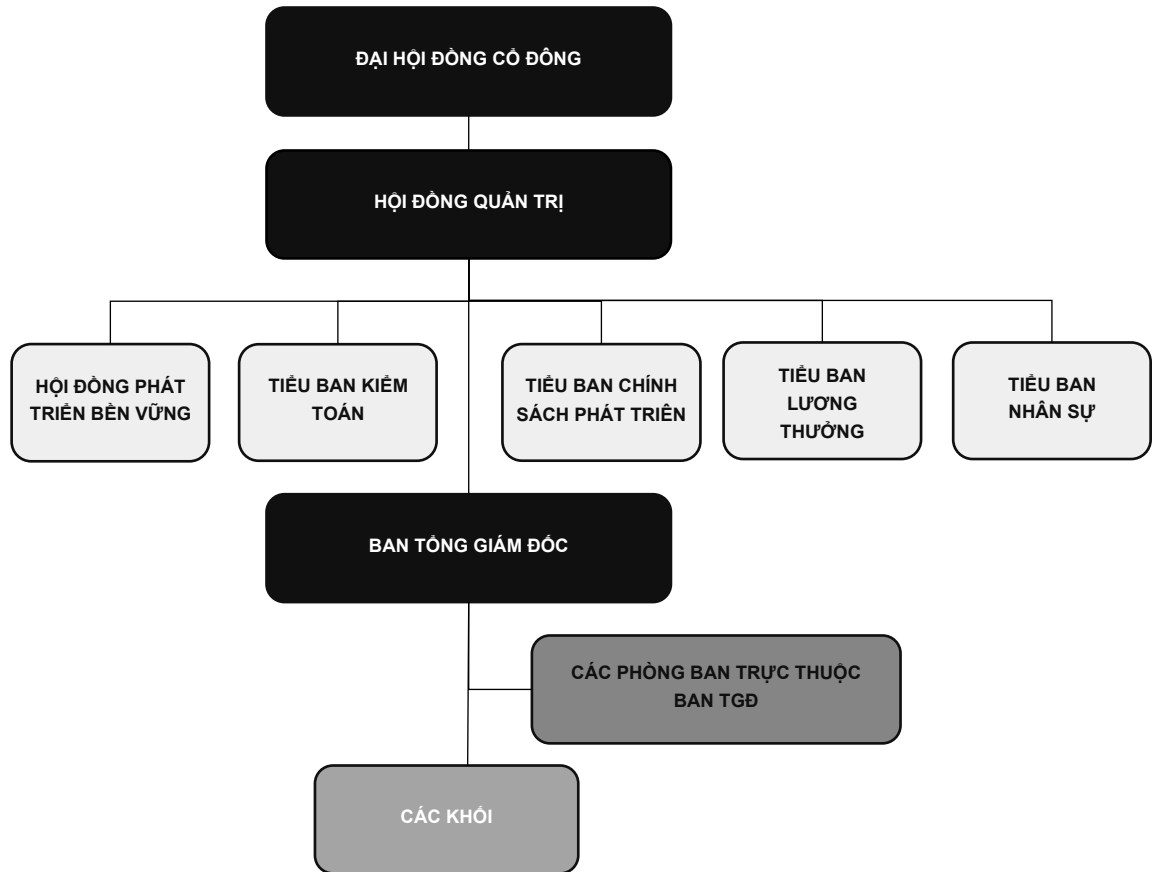 ĐẠI HỘI ĐỒNG CỔ ĐÔNG
HỘI ĐỒNG QUẢN TRỊ
HỘI ĐỒNG PHÁT
TRIỂN BỀN VỮNG
TIỂU BAN KIỂM
TOÁN
TIỂU BAN CHÍNH
SÁCH PHÁT TRIÊN
TIỂU BAN
LƯƠNG
THƯỞNG
TIỂU BAN
NHÂN SỰ
BAN TỔNG GIÁM ĐỐC
CÁC PHÒNG BAN TRỰC THUỘC
BAN TGĐ
CÁC KHỐI